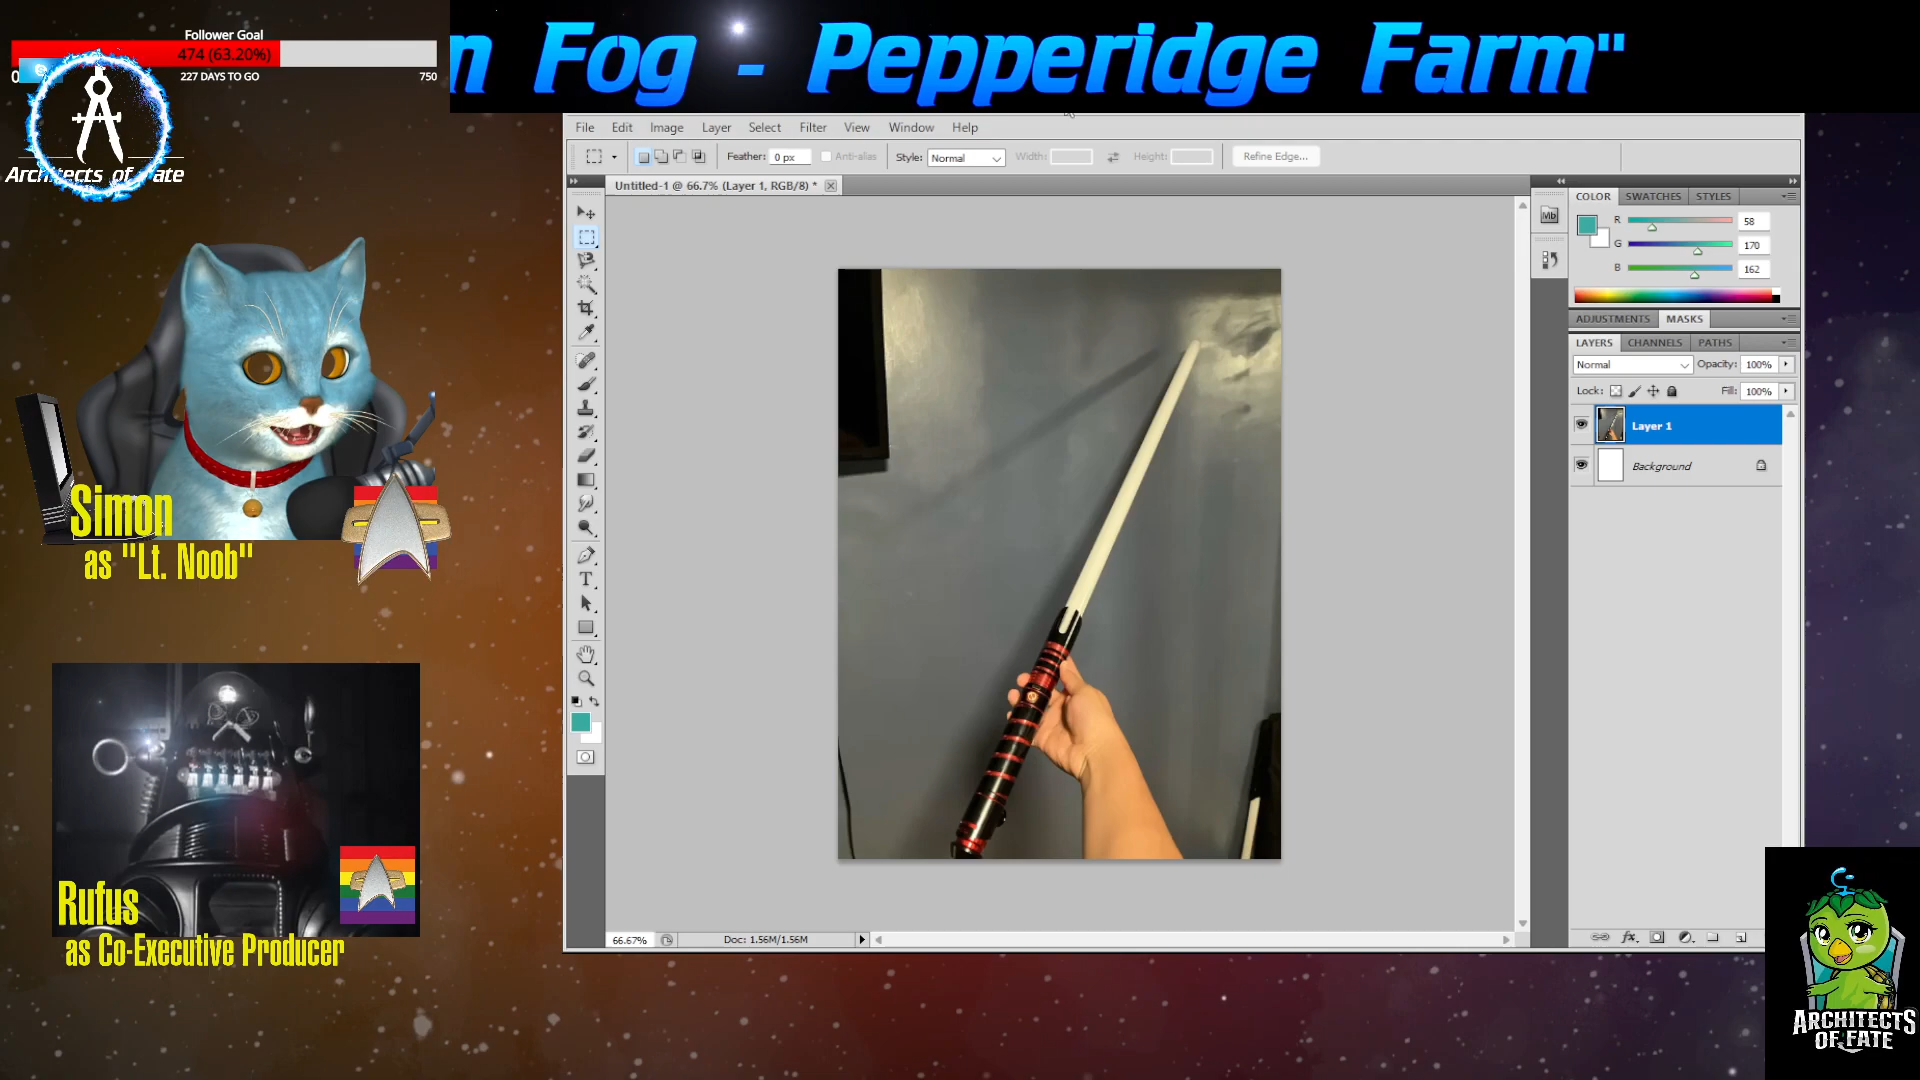 Follower Goal
474 (63.20%)
0
227 DAYS TO GO
750
n Fog - Pepperidge Farm"
Architects of Fate
File Edit Image Layer Select Filter View Window Help
Feather: 0 px Anti-alias Style: Normal Width: Height: Refine Edge...
Untitled-1 @ 66.7% (Layer 1, RGB/8) *
COLOR SWATCHES STYLES
R 58
G 170
B 162
ADJUSTMENTS MASKS
LAYERS CHANNELS PATHS
Normal Opacity: 100%
Lock: Fill: 100%
Layer 1
Background
Mb
T
fx
66.67% Doc: 1.56M/1.56M
Simon
as "Lt. Noob"
Rufus
as Co-Executive Producer
ARCHITECTS
OF FATE